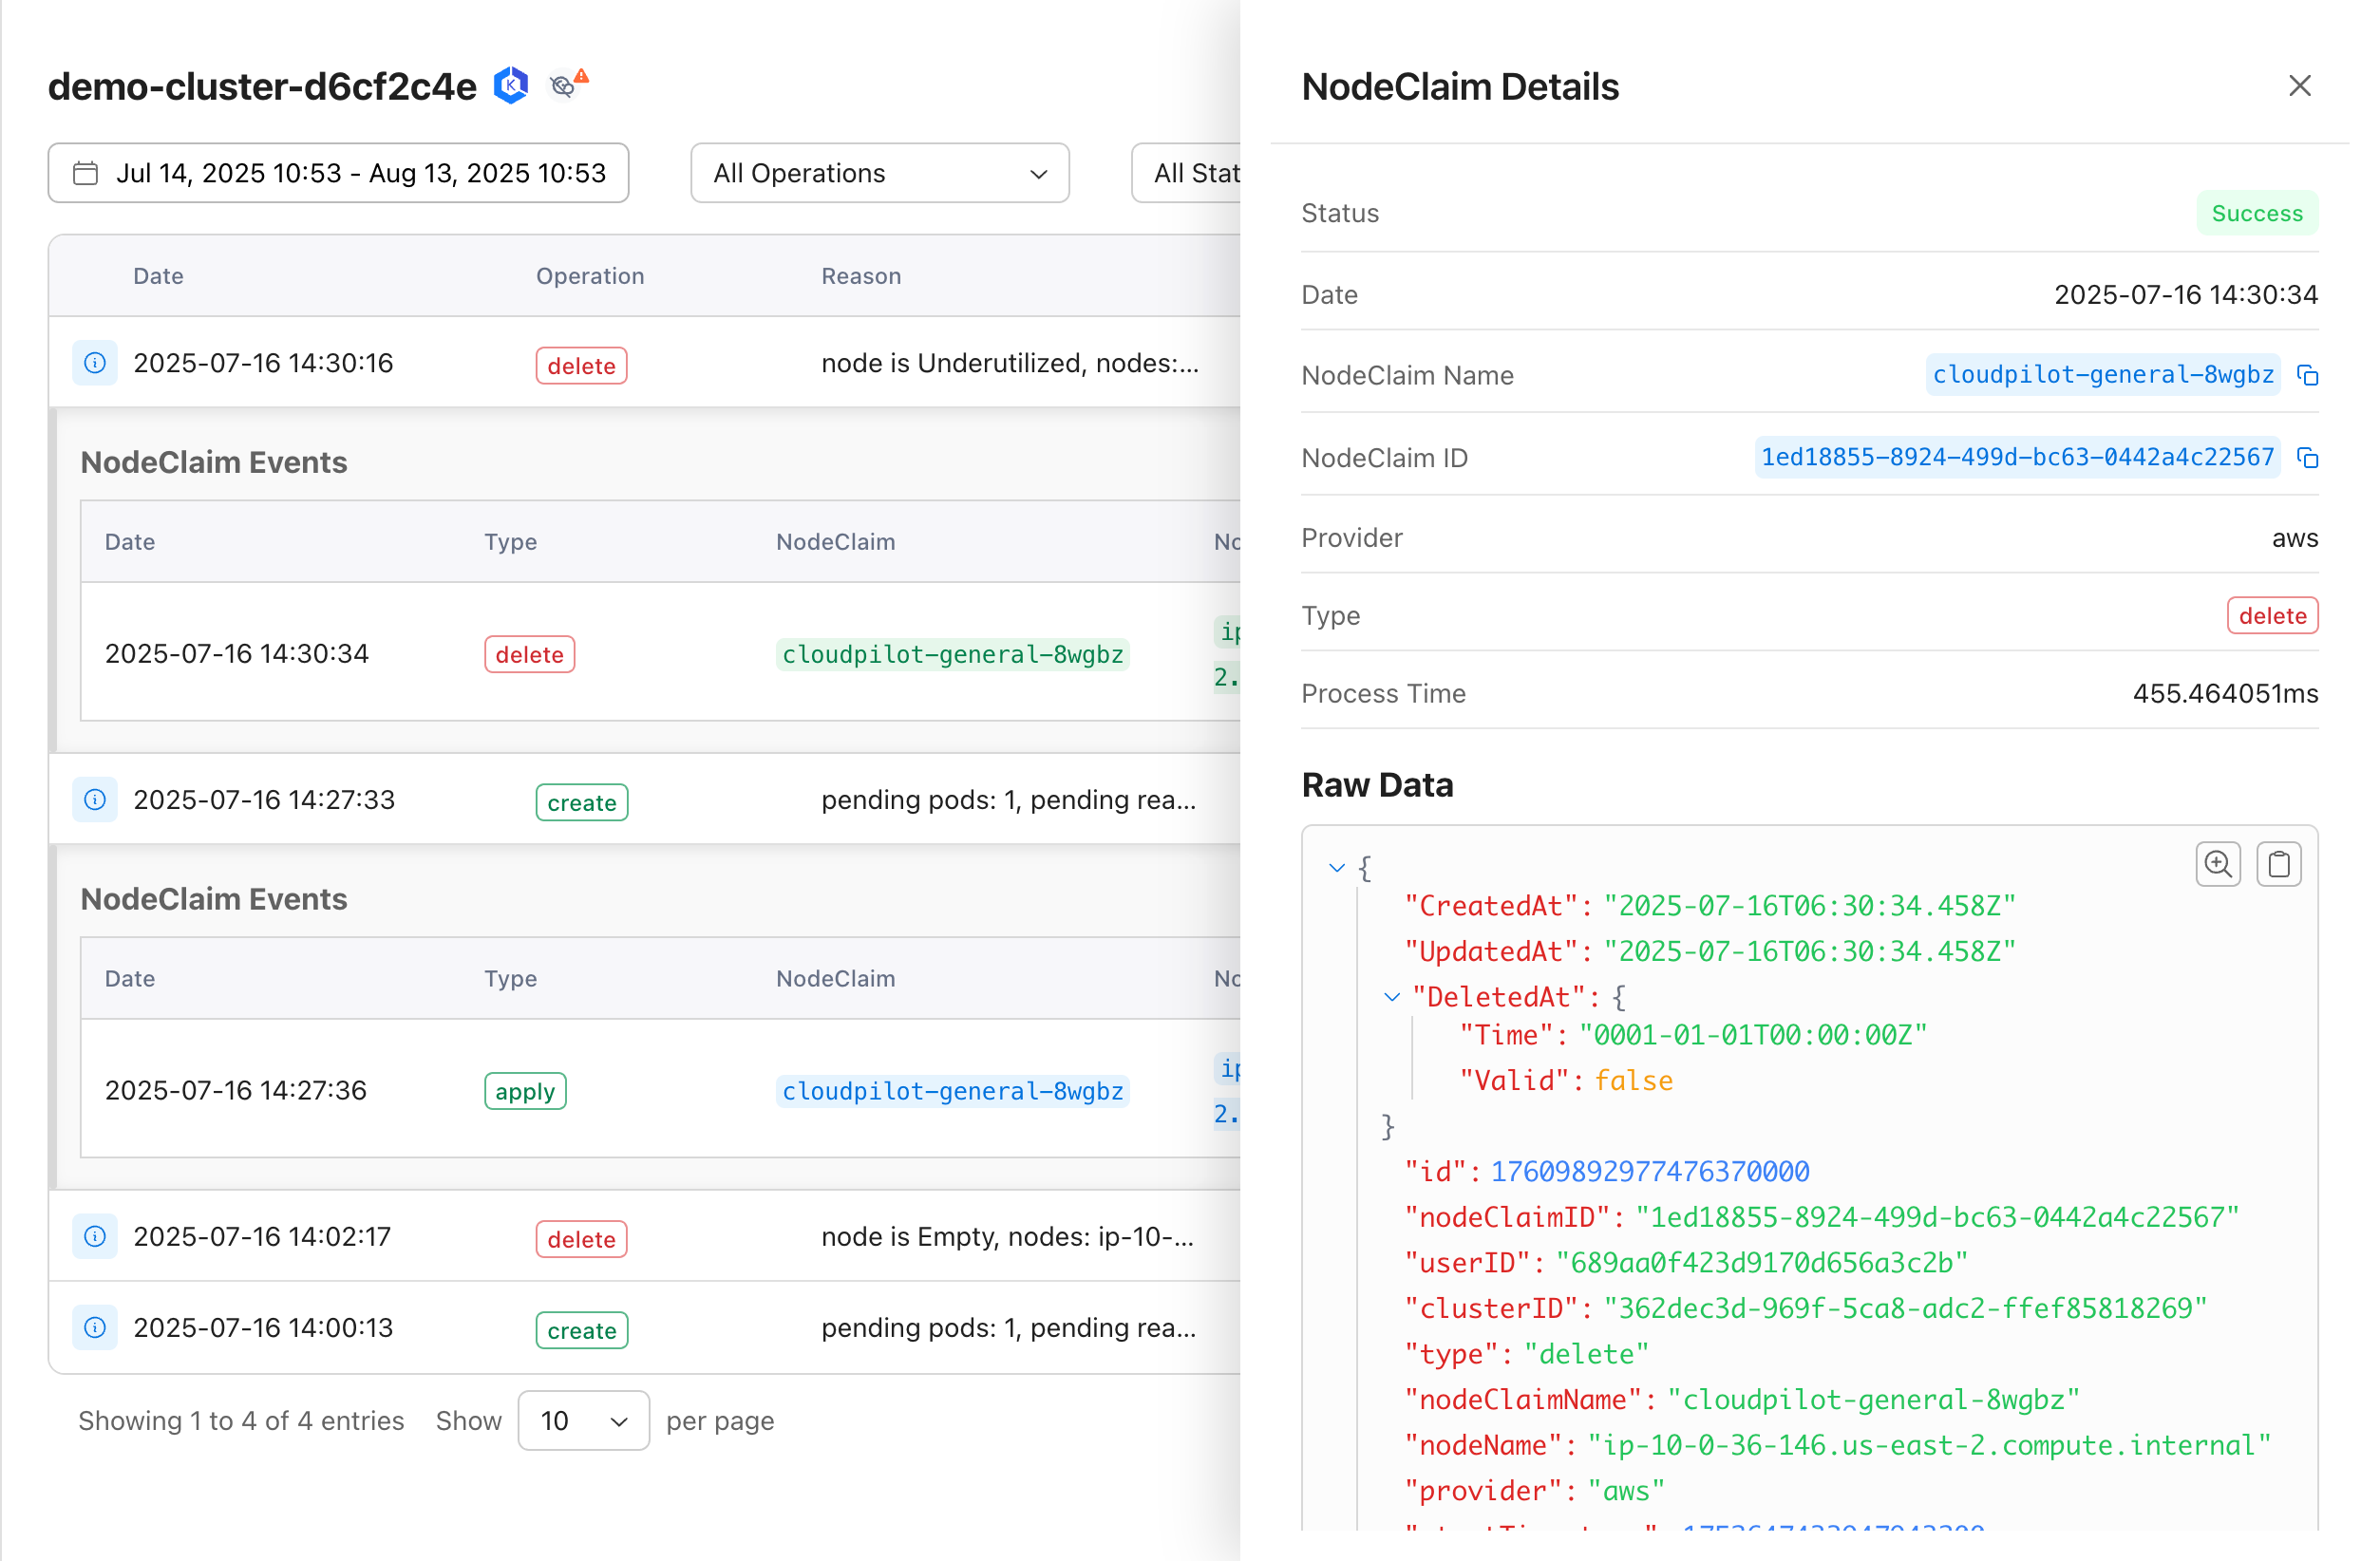 demo-cluster-d6cf2c4e
Jul 14, 2025 10:53 - Aug 13, 2025 10:53
All Operations
All Stat
Date Operation Reason
2025-07-16 14:30:16 delete node is Underutilized, nodes:...
NodeClaim Events
Date Type NodeClaim No
2025-07-16 14:30:34 delete cloudpilot-general-8wgbz ip
2.
2025-07-16 14:27:33 create pending pods: 1, pending rea...
NodeClaim Events
Date Type NodeClaim No
2025-07-16 14:27:36 apply cloudpilot-general-8wgbz ip
2.
2025-07-16 14:02:17 delete node is Empty, nodes: ip-10-...
2025-07-16 14:00:13 create pending pods: 1, pending rea...
Showing 1 to 4 of 4 entries Show 10 per page
NodeClaim Details
Status Success
Date 2025-07-16 14:30:34
NodeClaim Name cloudpilot-general-8wgbz
NodeClaim ID 1ed18855-8924-499d-bc63-0442a4c22567
Provider aws
Type delete
Process Time 455.464051ms
Raw Data
{
"CreatedAt": "2025-07-16T06:30:34.458Z"
"UpdatedAt": "2025-07-16T06:30:34.458Z"
"DeletedAt": {
"Time": "0001-01-01T00:00:00Z"
"Valid": false
}
"id": 17609892977476370000
"nodeClaimID": "1ed18855-8924-499d-bc63-0442a4c22567"
"userID": "689aa0f423d9170d656a3c2b"
"clusterID": "362dec3d-969f-5ca8-adc2-ffef85818269"
"type": "delete"
"nodeClaimName": "cloudpilot-general-8wgbz"
"nodeName": "ip-10-0-36-146.us-east-2.compute.internal"
"provider": "aws"